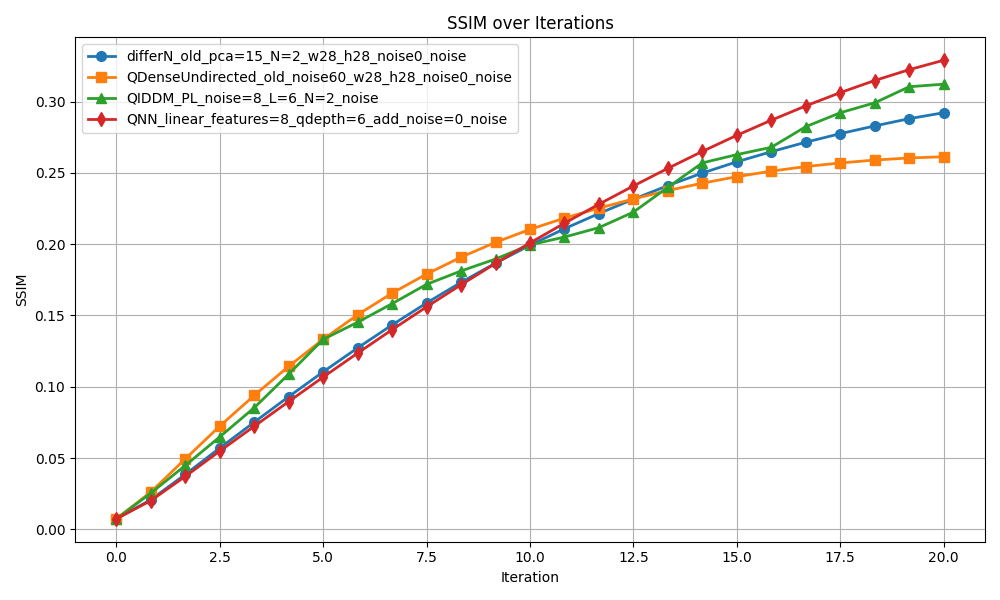 SSIM over Iterations
differN_old_pca=15_N=2_w28_h28_noise0_noise
QDenseUndirected_old_noise60_w28_h28_noise0_noise
QIDDM_PL_noise=8_L=6_N=2_noise
QNN_linear_features=8_qdepth=6_add_noise=0_noise
SSIM
0.30
0.25
0.20
0.15
0.10
0.05
0.00
0.0 2.5 5.0 7.5 10.0 12.5 15.0 17.5 20.0
Iteration